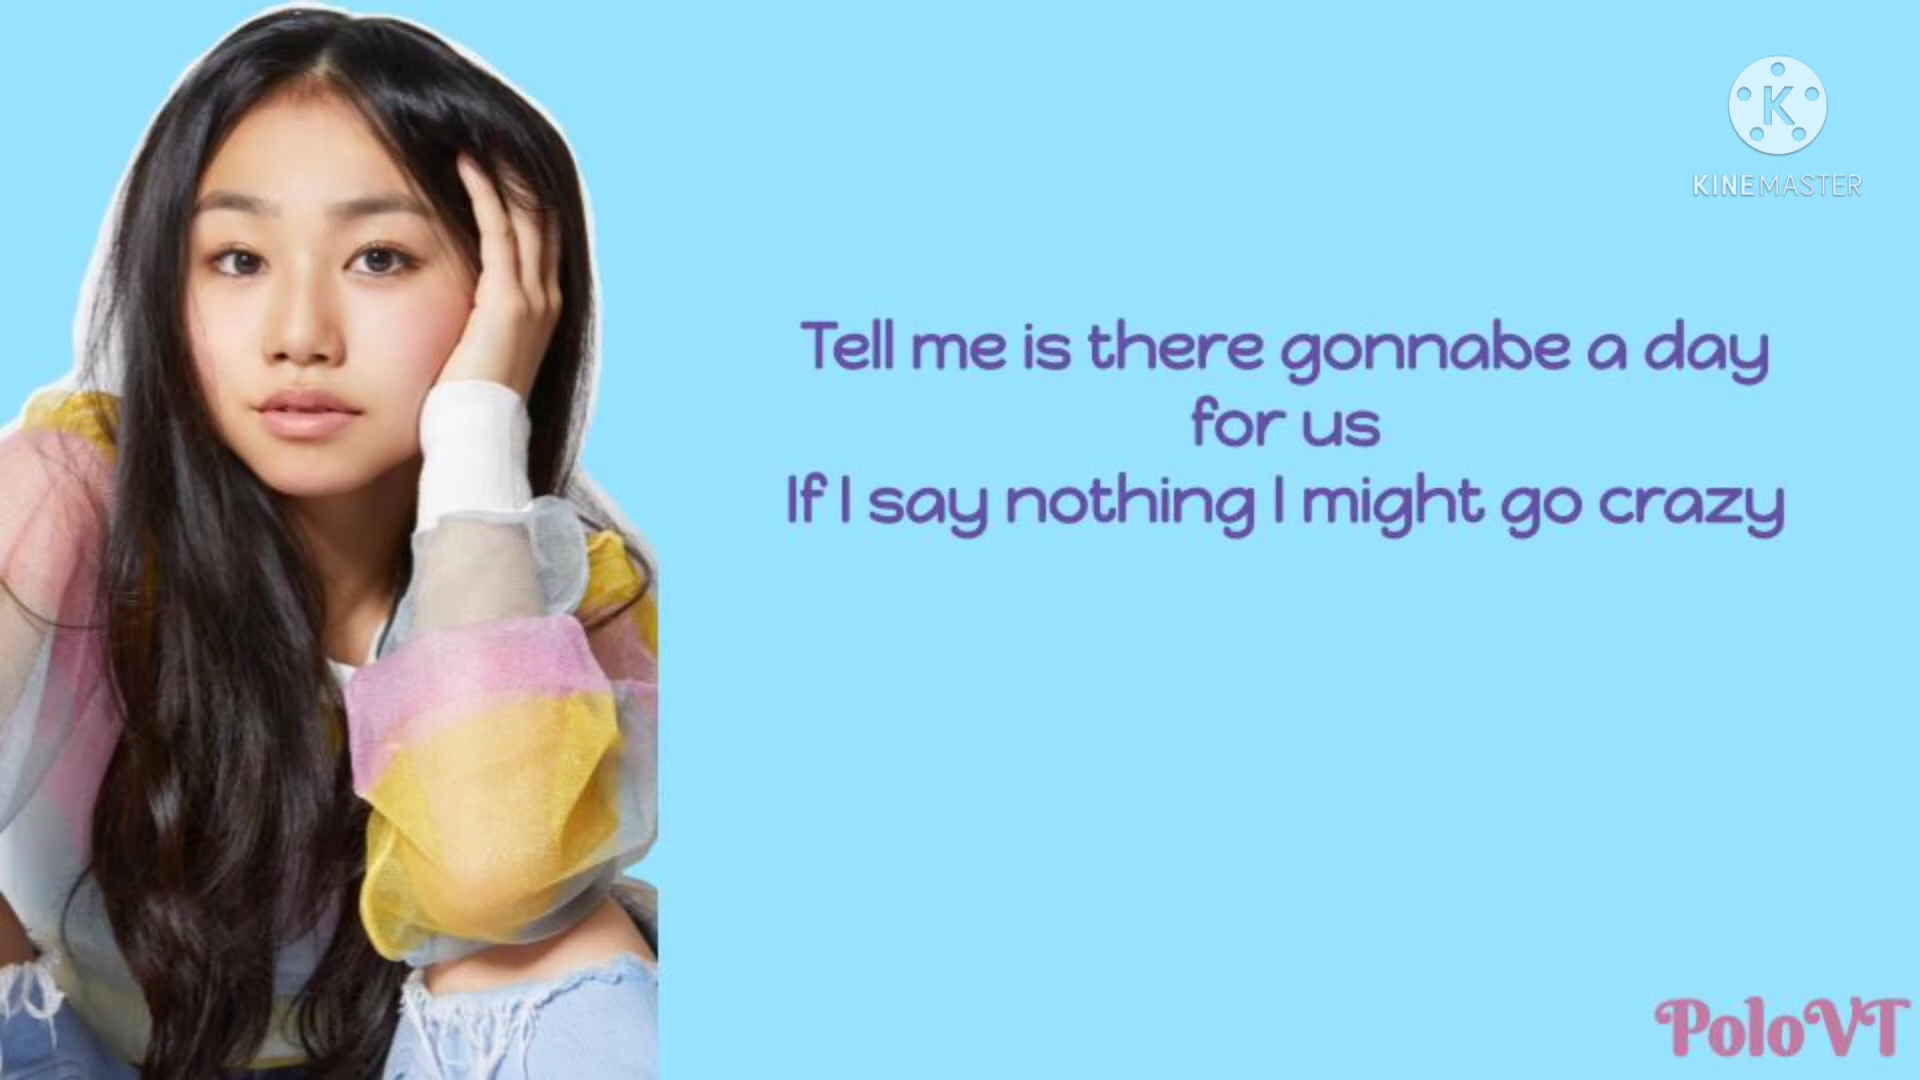 K
KINEMASTER
Tell me is there gonnabe a day
for us
If I say nothing I might go crazy
PoloVT